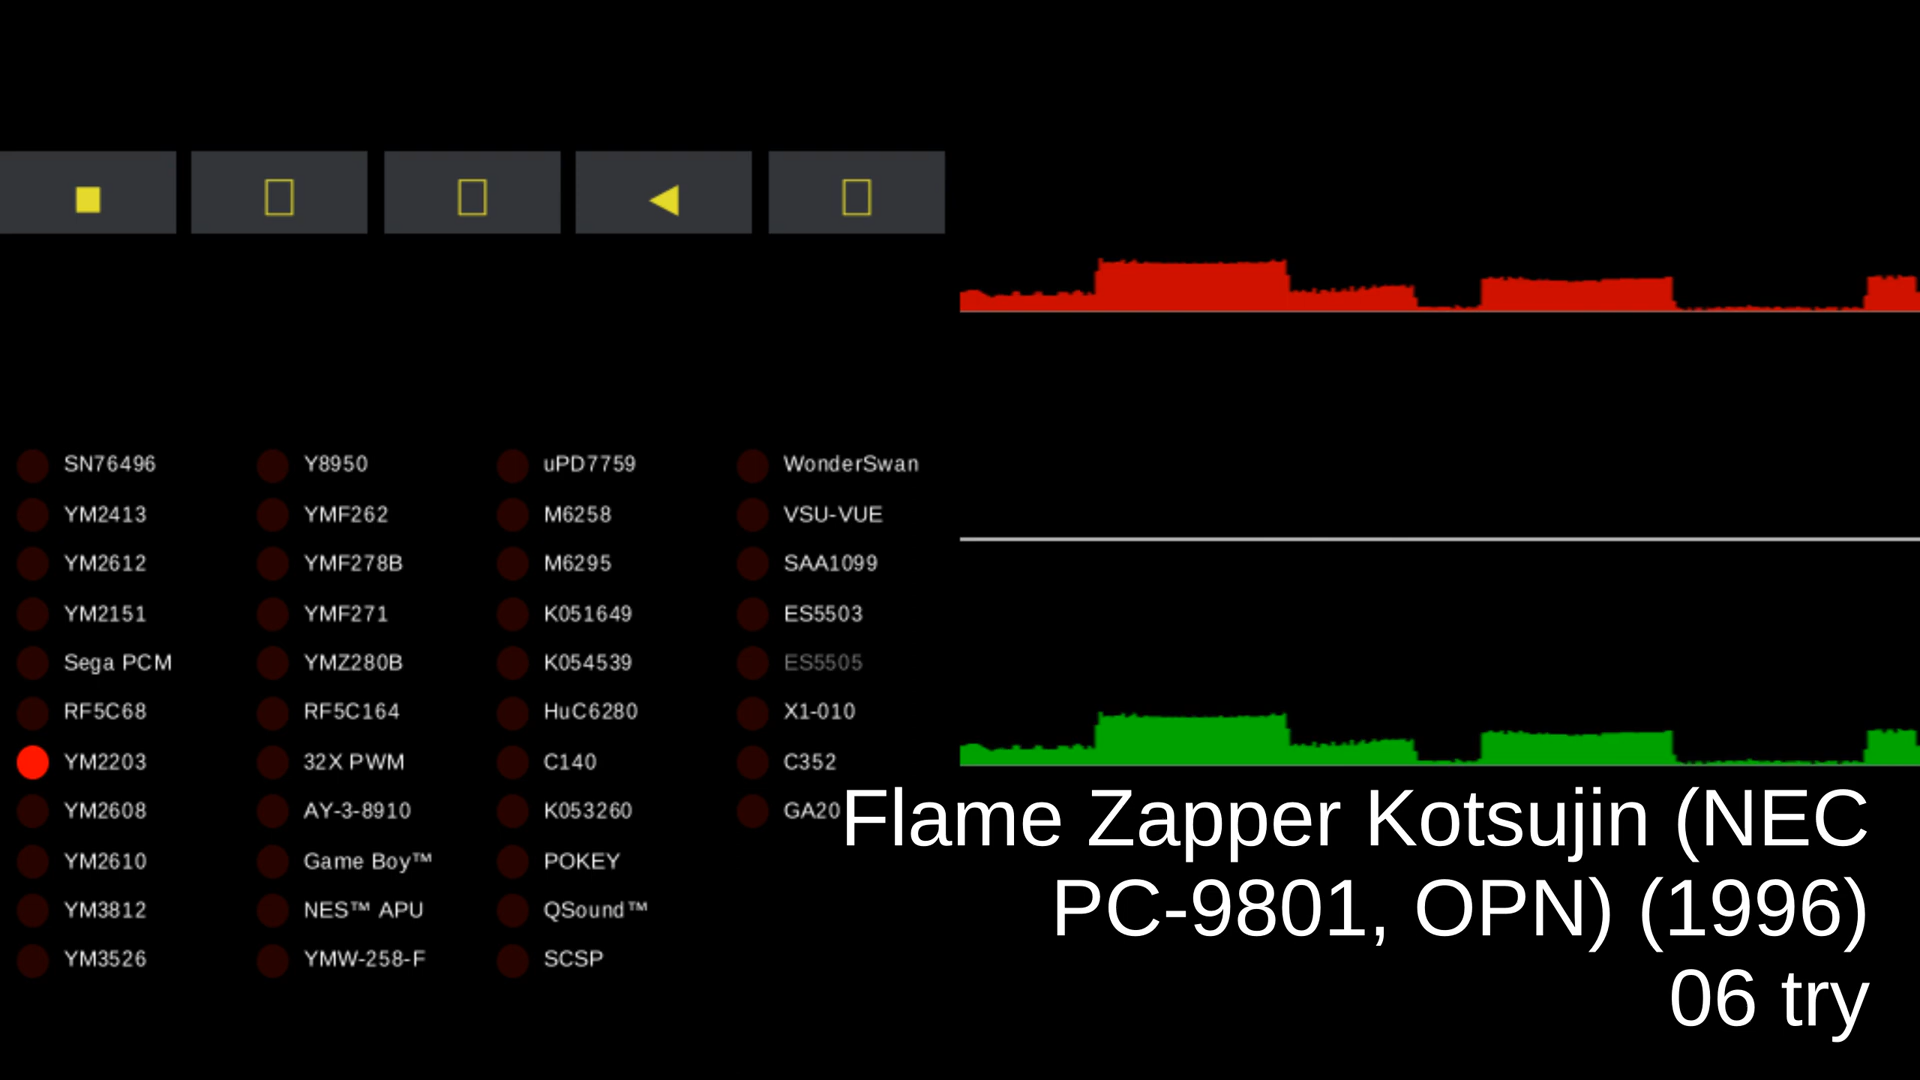 SN76496
YM2413
YM2612
YM2151
Sega PCM
RF5C68
YM2203
YM2608
YM2610
YM3812
YM3526
Y8950
YMF262
YMF278B
YMF271
YMZ280B
RF5C164
32X PWM
AY-3-8910
Game Boy™
NES™ APU
YMW-258-F
uPD7759
M6258
M6295
K051649
K054539
HuC6280
C140
K053260
POKEY
QSound™
SCSP
WonderSwan
VSU-VUE
SAA1099
ES5503
ES5505
X1-010
C352
GA20
Flame Zapper Kotsujin (NEC
PC-9801, OPN) (1996)
06 try